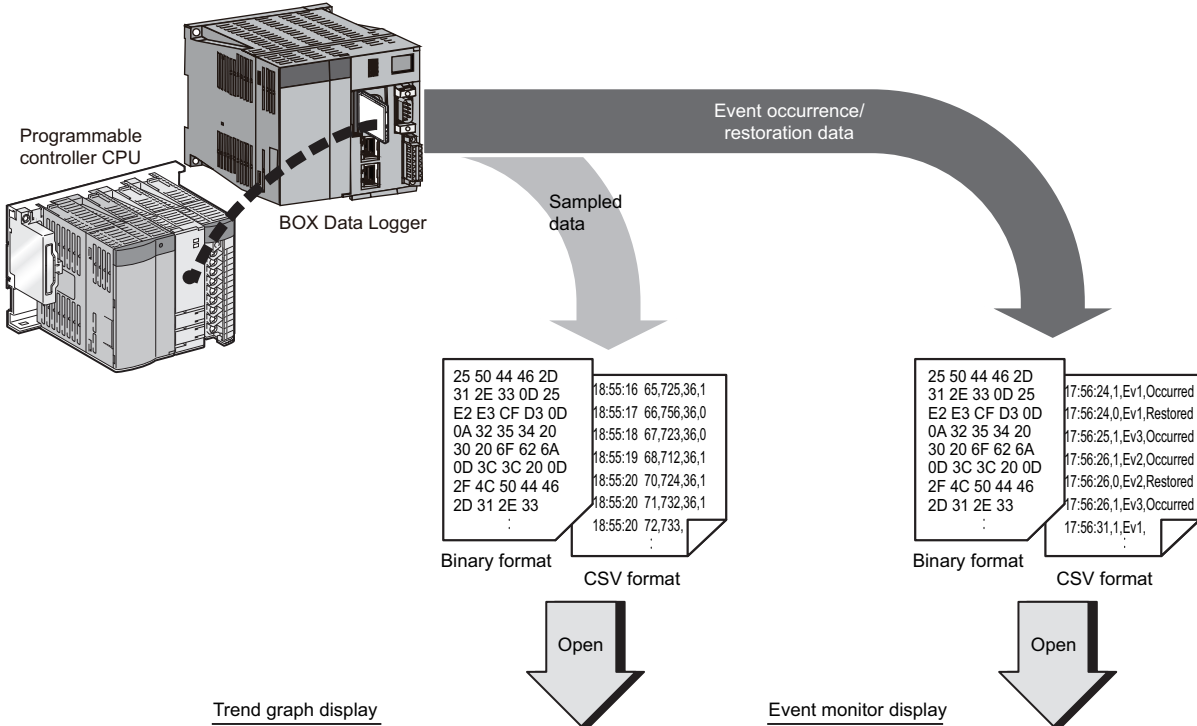 Programmable
controller CPU
BOX Data Logger
Event occurrence/
restoration data
Sampled
data
25 50 44 46 2D
31 2E 33 0D 25
E2 E3 CF D3 0D
0A 32 35 34 20
30 20 6F 62 6A
0D 3C 3C 20 0D
2F 4C 50 44 46
2D 31 2E 33
:
Binary format
18:55:16 65,725,36,1
18:55:17 66,756,36,0
18:55:18 67,723,36,0
18:55:19 68,712,36,1
18:55:20 70,724,36,1
18:55:20 71,732,36,1
18:55:20 72,733,
:
CSV format
25 50 44 46 2D
31 2E 33 0D 25
E2 E3 CF D3 0D
0A 32 35 34 20
30 20 6F 62 6A
0D 3C 3C 20 0D
2F 4C 50 44 46
2D 31 2E 33
:
Binary format
17:56:24,1,Ev1,Occurred
17:56:24,0,Ev1,Restored
17:56:25,1,Ev3,Occurred
17:56:26,1,Ev2,Occurred
17:56:26,0,Ev2,Restored
17:56:26,1,Ev3,Occurred
17:56:31,1,Ev1,
:
CSV format
Open
Open
Trend graph display
Event monitor display